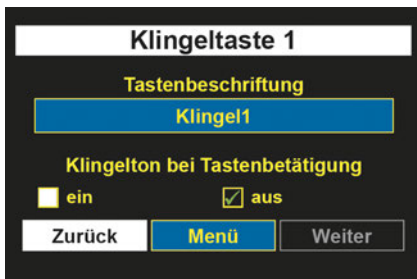 Klingeltaste 1
Tastenbeschriftung
Klingel1
Klingelton bei Tastenbetätigung
ein aus
Zurück Menü Weiter